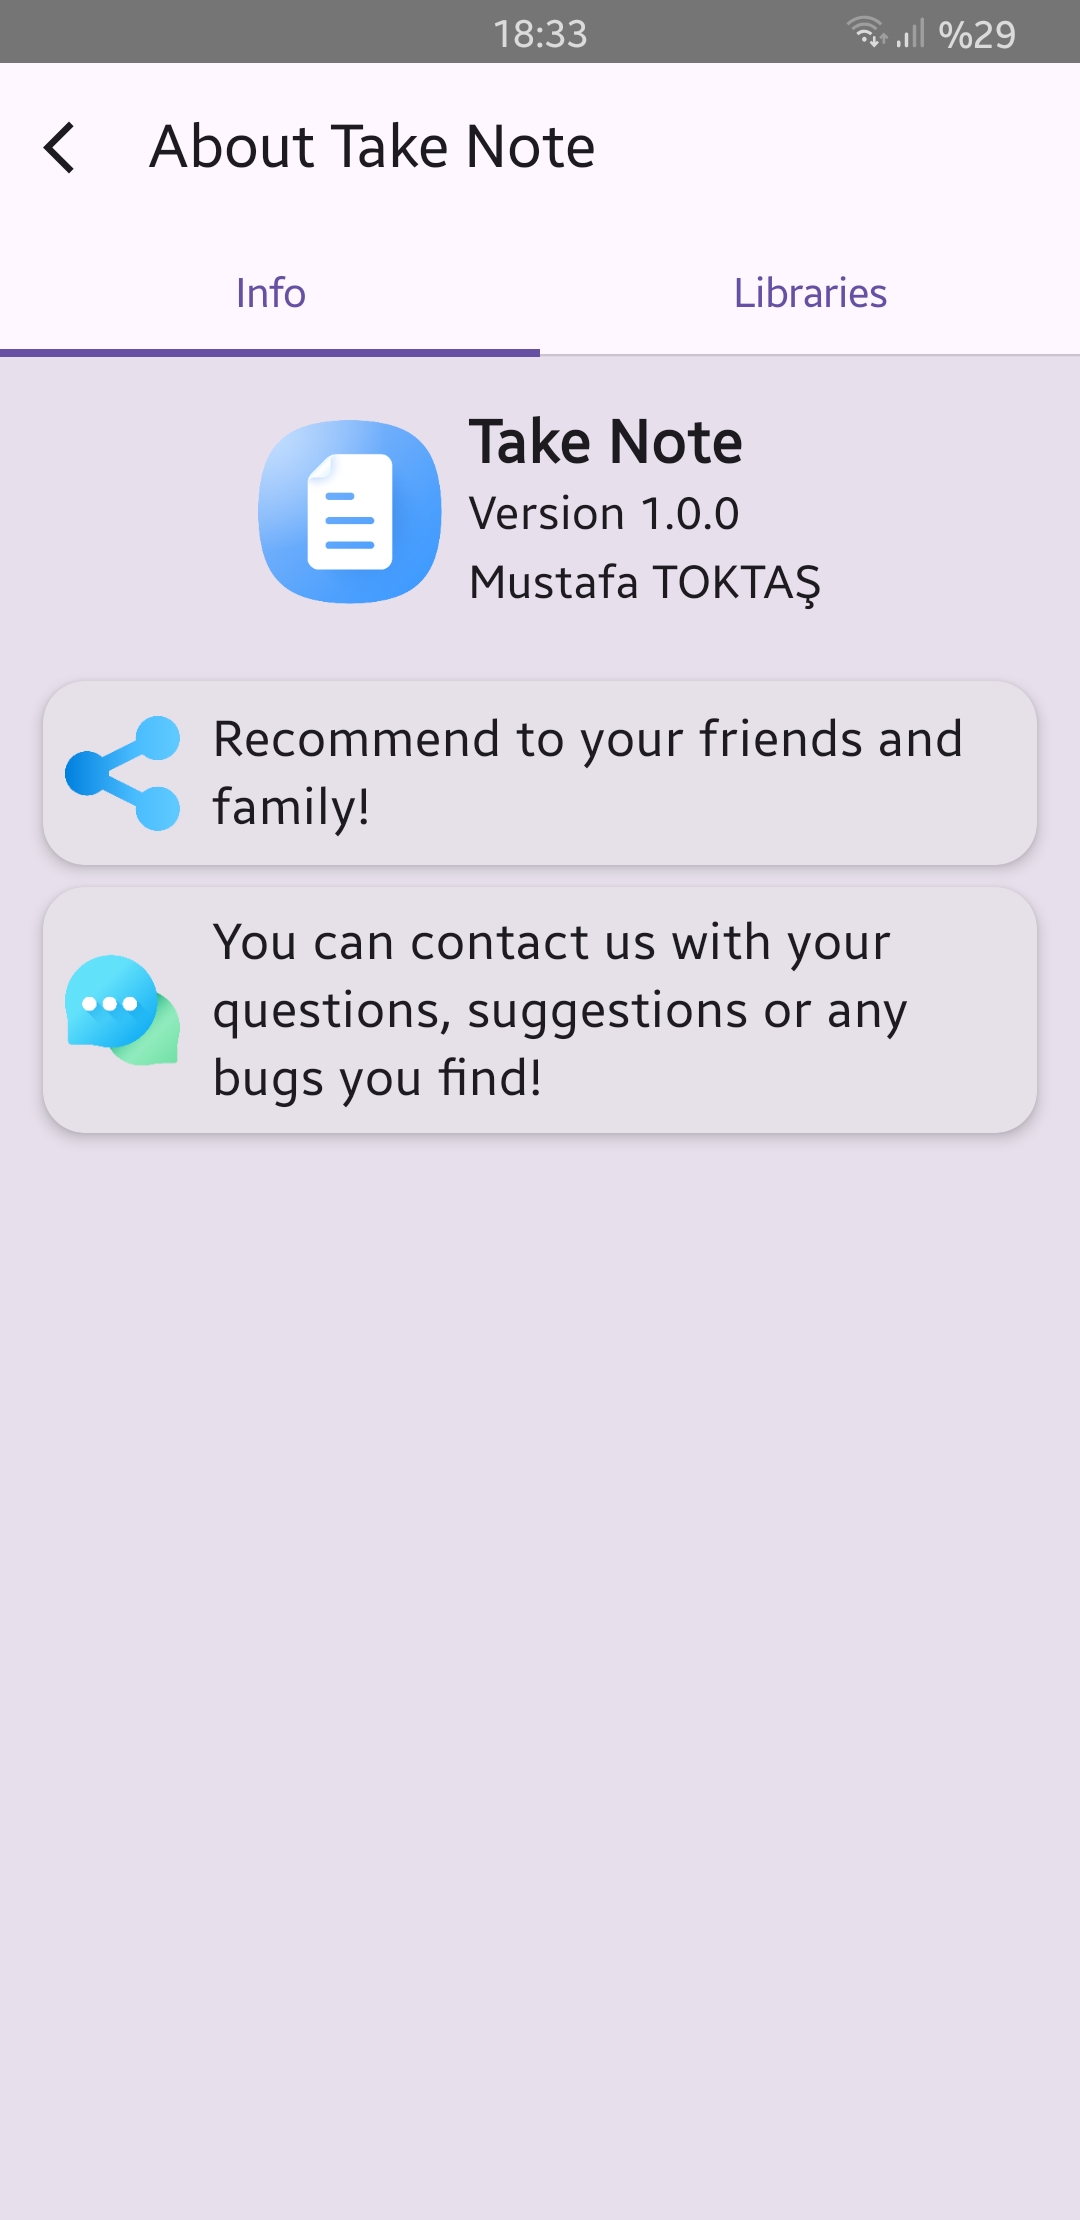 18:33
%29
About Take Note
Info
Libraries
Take Note
Version 1.0.0
Mustafa TOKTAŞ
Recommend to your friends and
family!
You can contact us with your
questions, suggestions or any
bugs you find!